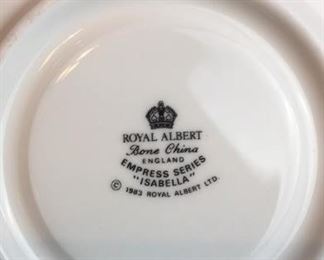 ROYAL ALBERT
Bone China
ENGLAND
EMPRESS SERIES
"ISABELLA"
© 1983 ROYAL ALBERT LTD.